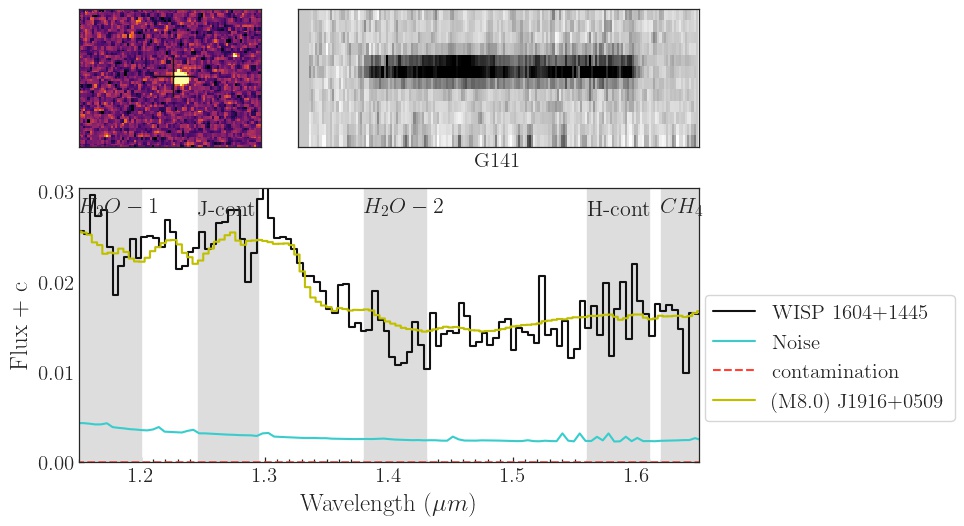 G141
0.03
0.02
0.01
0.00
Flux + c
H₂O − 1
J-cont
H₂O − 2
H-cont
CH₄
1.2
1.3
1.4
1.5
1.6
Wavelength (μm)
WISP 1604+1445
Noise
contamination
(M8.0) J1916+0509